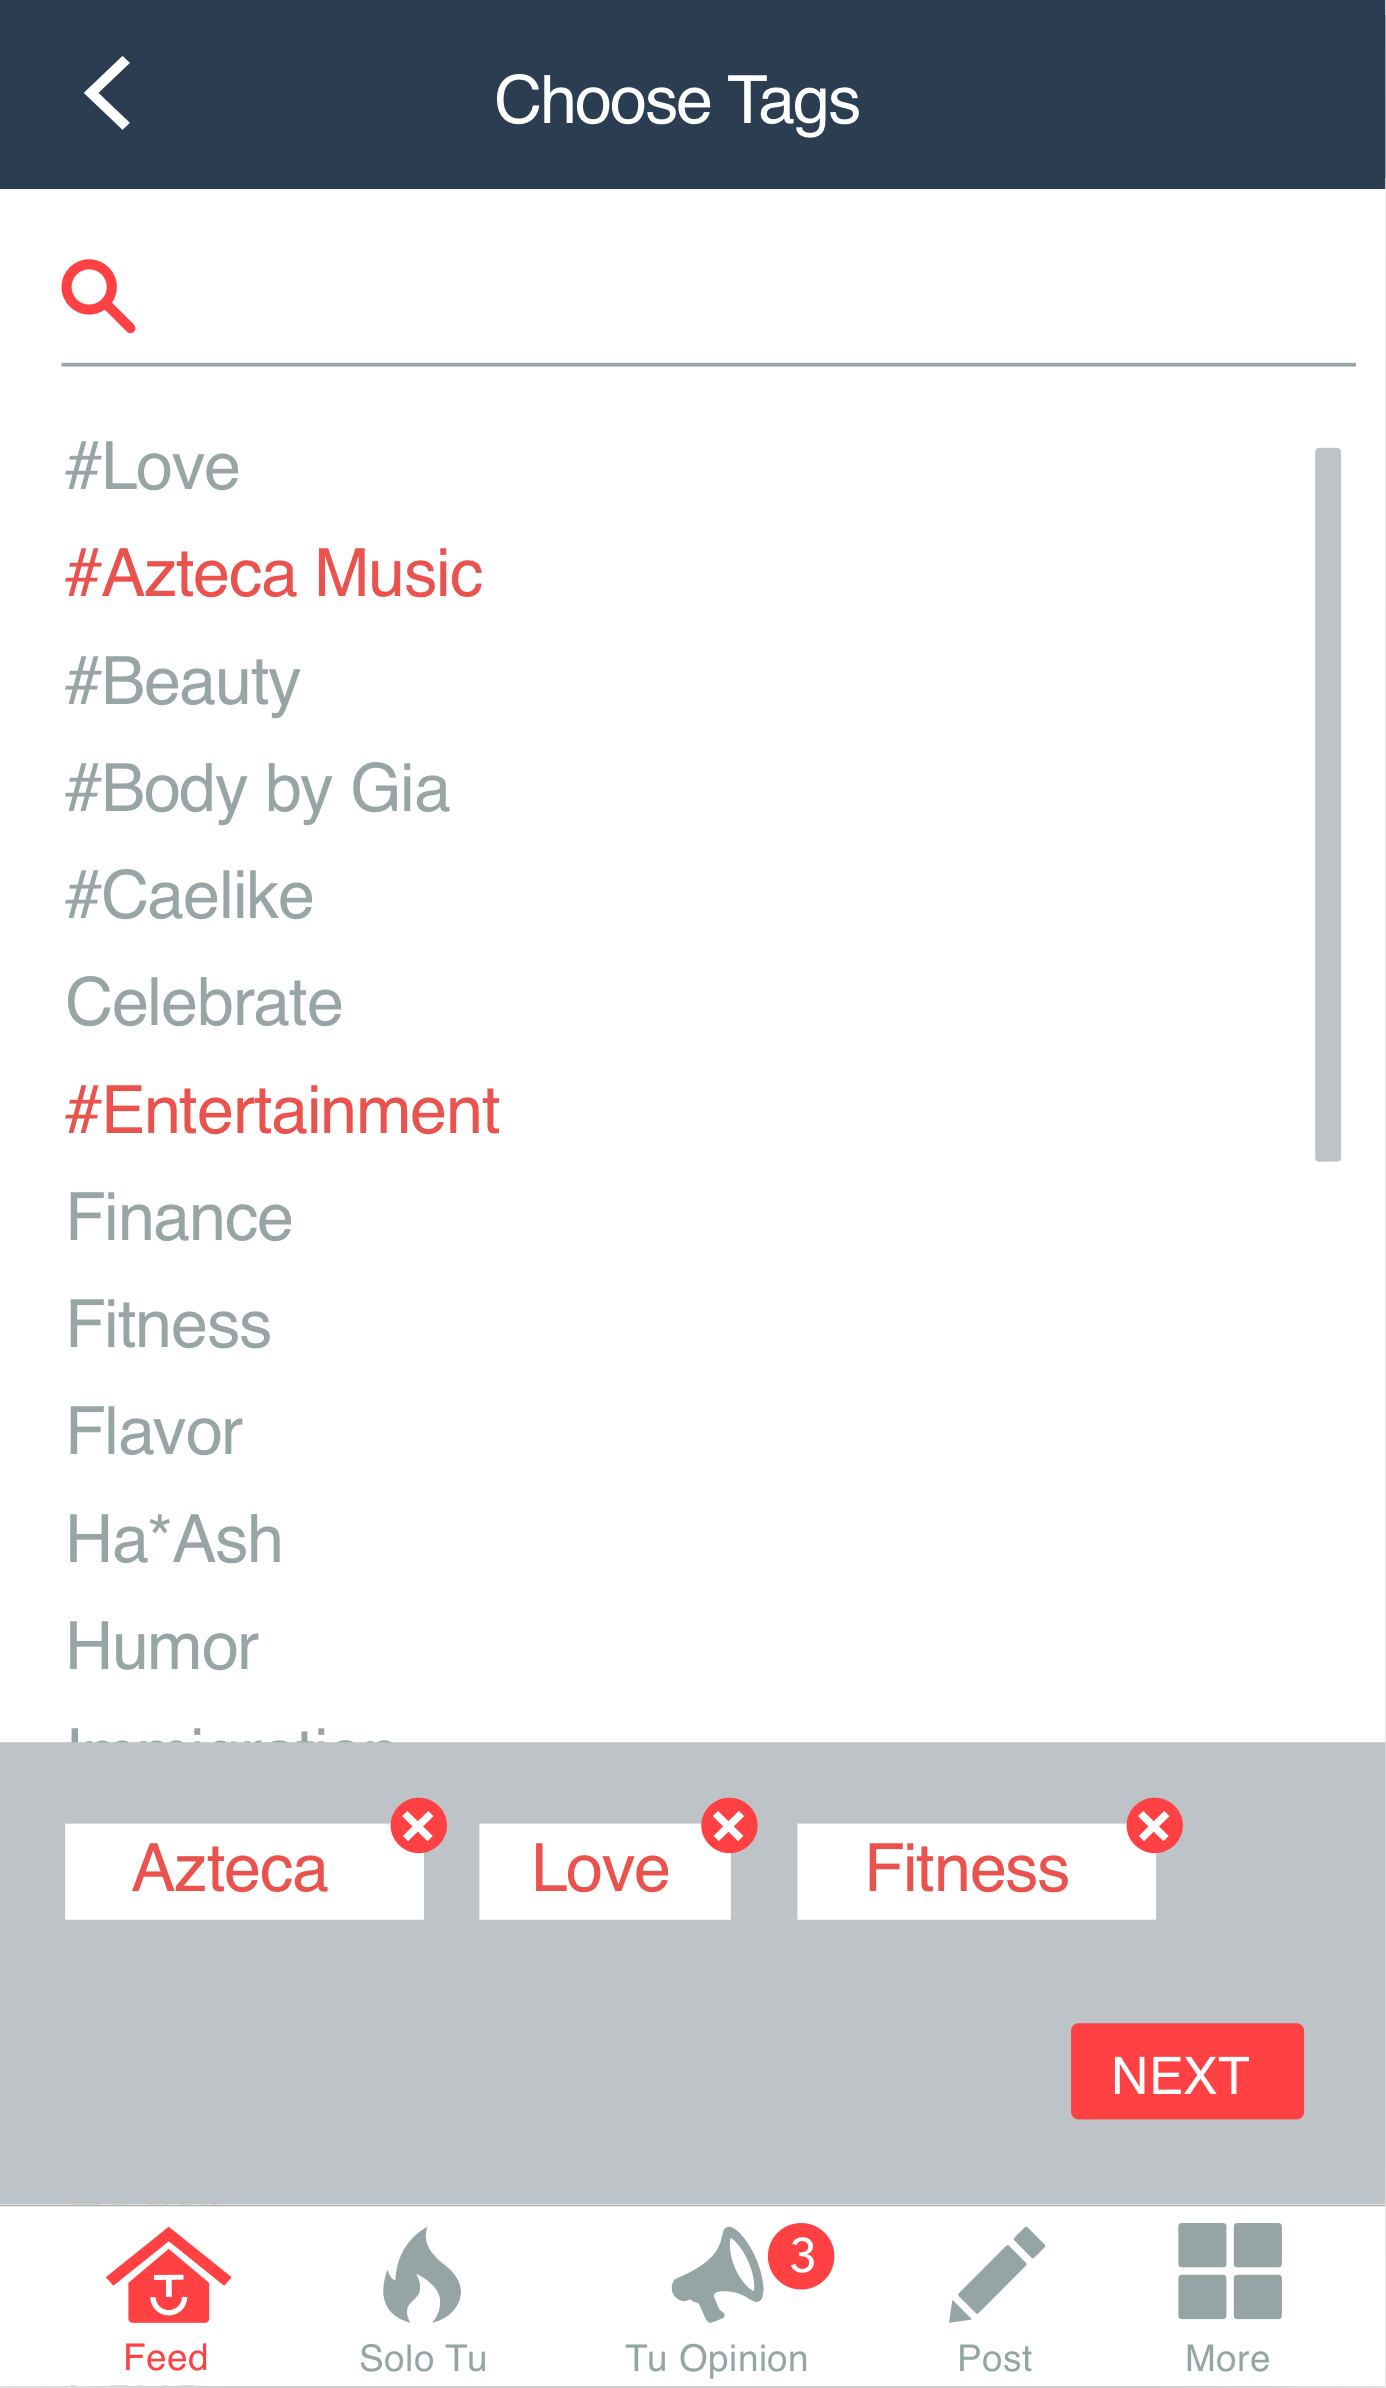 Choose Tags
#Love
#Azteca Music
#Beauty
#Body by Gia
#Caelike
Celebrate
#Entertainment
Finance
Fitness
Flavor
Ha*Ash
Humor
Immigration
Azteca Love Fitness
NEXT
3
Feed Solo Tu Tu Opinion Post More